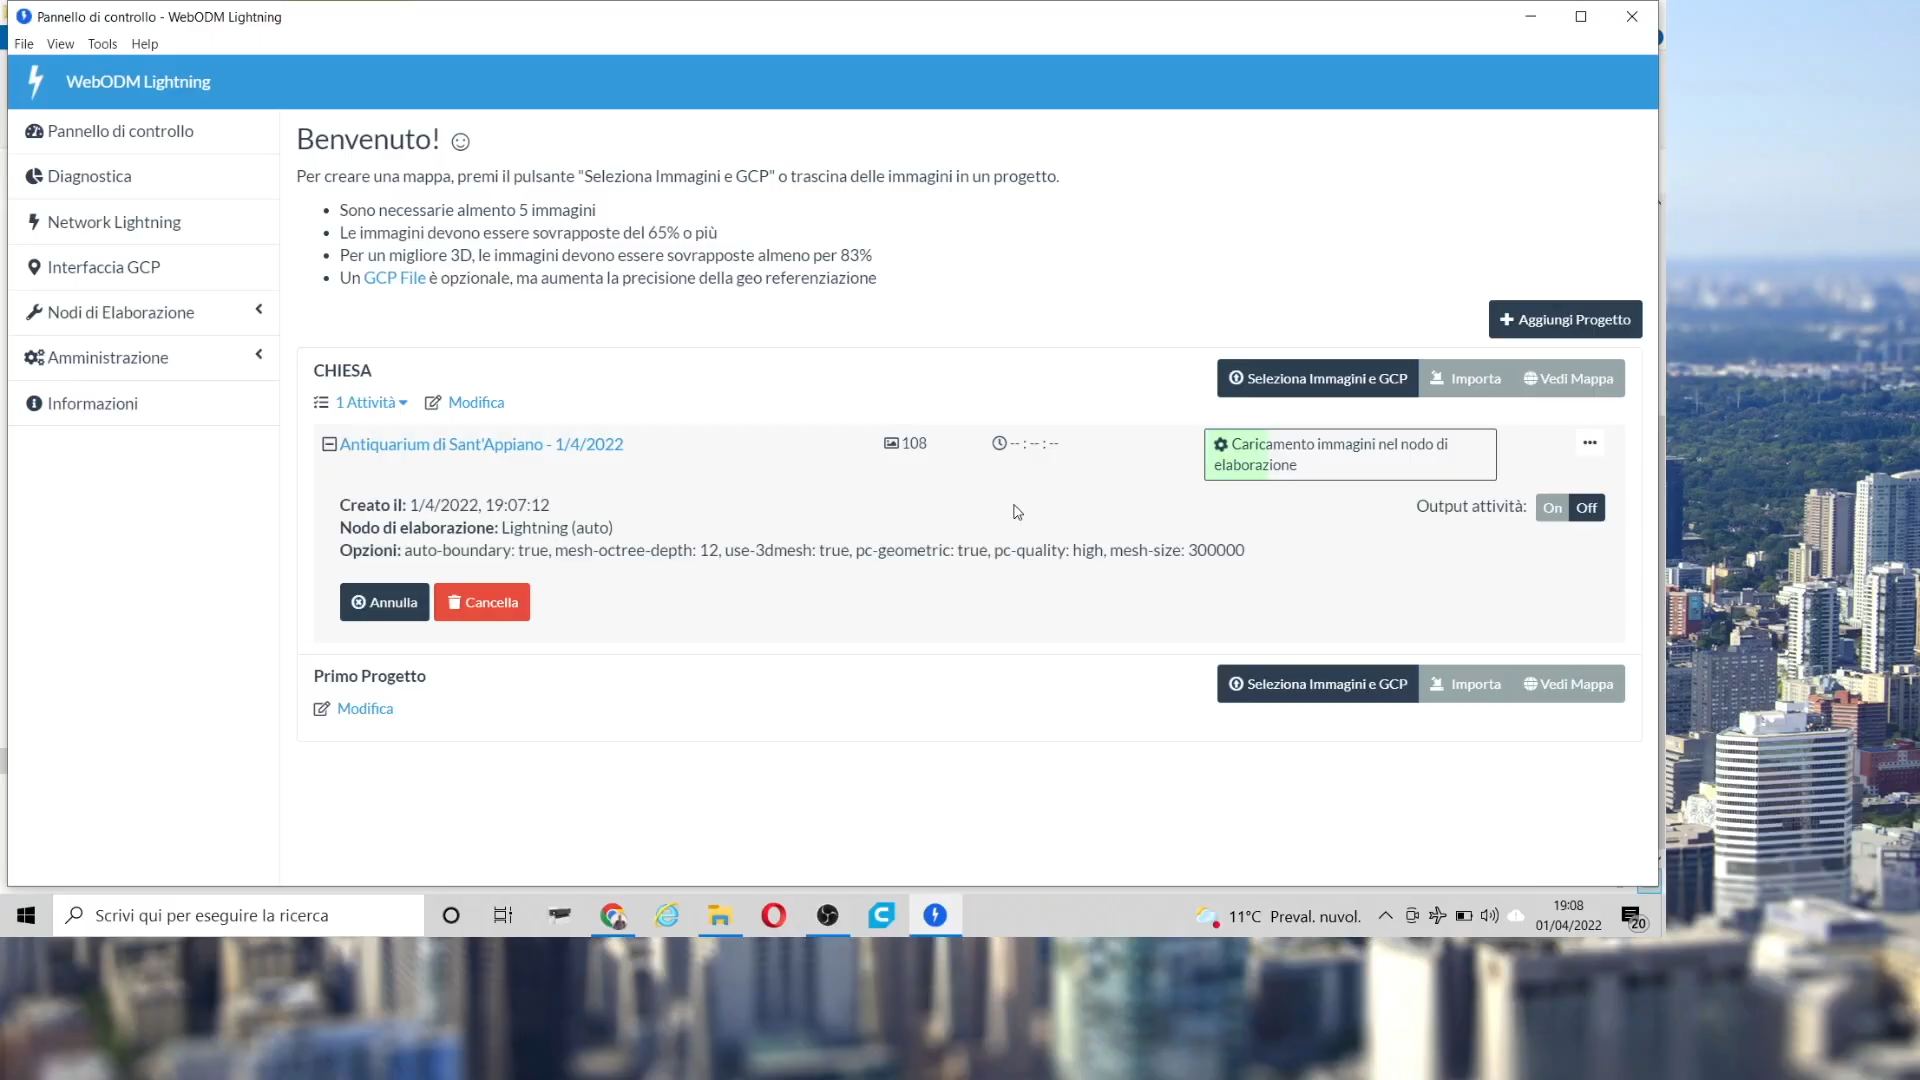 Pannello di controllo - WebODM Lightning
File View Tools Help
WebODM Lightning
Pannello di controllo
Diagnostica
Network Lightning
Interfaccia GCP
Nodi di Elaborazione
Amministrazione
Informazioni
Benvenuto!
Per creare una mappa, premi il pulsante "Seleziona Immagini e GCP" o trascina delle immagini in un progetto.
Sono necessarie almento 5 immagini
Le immagini devono essere sovrapposte del 65% o più
Per un migliore 3D, le immagini devono essere sovrapposte almeno per 83%
Un GCP File è opzionale, ma aumenta la precisione della geo referenziazione
Aggiungi Progetto
CHIESA
Seleziona Immagini e GCP Importa Vedi Mappa
1 Attività Modifica
Antiquarium di Sant'Appiano - 1/4/2022 108 -- : -- : --
Caricamento immagini nel nodo di
elaborazione
Creato il: 1/4/2022, 19:07:12
Output attività: On Off
Nodo di elaborazione: Lightning (auto)
Opzioni: auto-boundary: true, mesh-octree-depth: 12, use-3dmesh: true, pc-geometric: true, pc-quality: high, mesh-size: 300000
Annulla Cancella
Primo Progetto
Seleziona Immagini e GCP Importa Vedi Mappa
Modifica
Scrivi qui per eseguire la ricerca
11°C Preval. nuvol.
19:08
01/04/2022
20